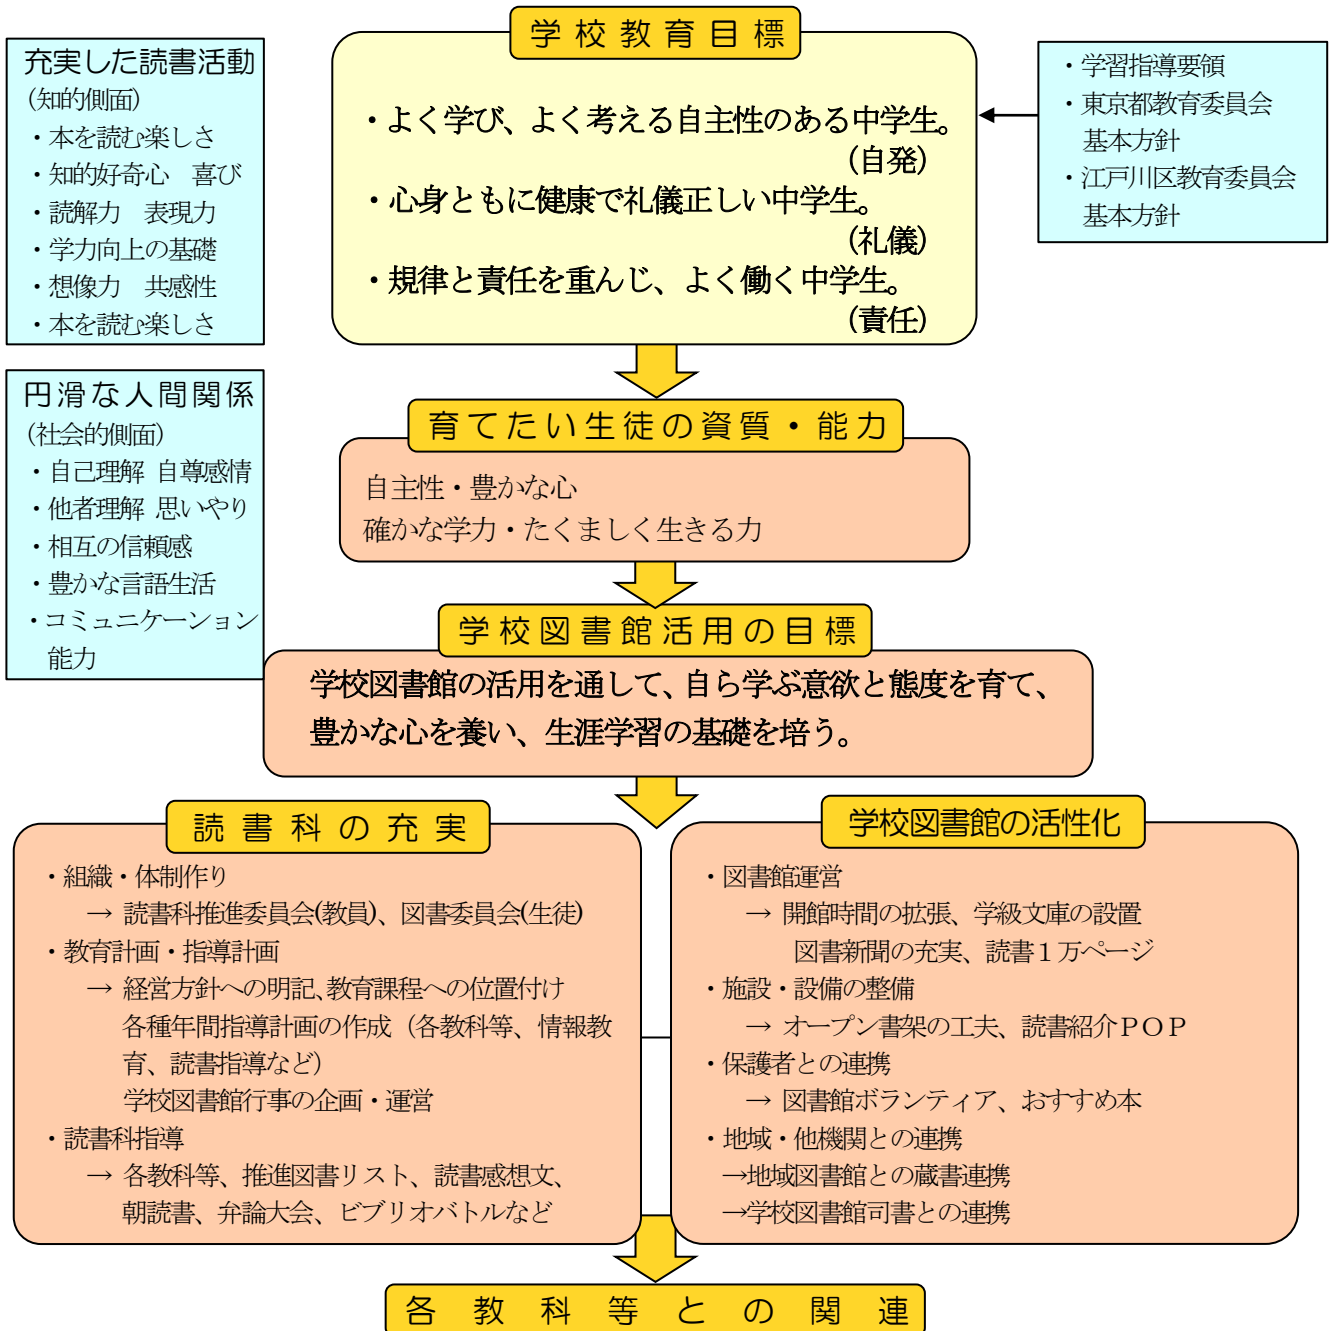 学校教育目標
・よく学び、よく考える自主性のある中学生。
(自発)
・心身ともに健康で礼儀正しい中学生。
(礼儀)
・規律と責任を重んじ、よく働く中学生。
(責任)
充実した読書活動
(知的側面)
・本を読む楽しさ
・知的好奇心　喜び
・読解力　表現力
・学力向上の基礎
・想像力　共感性
・本を読む楽しさ
・学習指導要領
・東京都教育委員会
基本方針
・江戸川区教育委員会
基本方針
円滑な人間関係
(社会的側面)
・自己理解 自尊感情
・他者理解 思いやり
・相互の信頼感
・豊かな言語生活
・コミュニケーション
能力
育てたい生徒の資質・能力
自主性・豊かな心
確かな学力・たくましく生きる力
学校図書館活用の目標
学校図書館の活用を通して、自ら学ぶ意欲と態度を育て、
豊かな心を養い、生涯学習の基礎を培う。
読書科の充実
・組織・体制作り
→ 読書科推進委員会(教員)、図書委員会(生徒)
・教育計画・指導計画
→ 経営方針への明記、教育課程への位置付け
各種年間指導計画の作成（各教科等、情報教
育、読書指導など）
学校図書館行事の企画・運営
・読書科指導
→ 各教科等、推進図書リスト、読書感想文、
朝読書、弁論大会、ビブリオバトルなど
学校図書館の活性化
・図書館運営
→ 開館時間の拡張、学級文庫の設置
図書新聞の充実、読書１万ページ
・施設・設備の整備
→ オープン書架の工夫、読書紹介ＰＯＰ
・保護者との連携
→ 図書館ボランティア、おすすめ本
・地域・他機関との連携
→地域図書館との蔵書連携
→学校図書館司書との連携
各教科等との関連